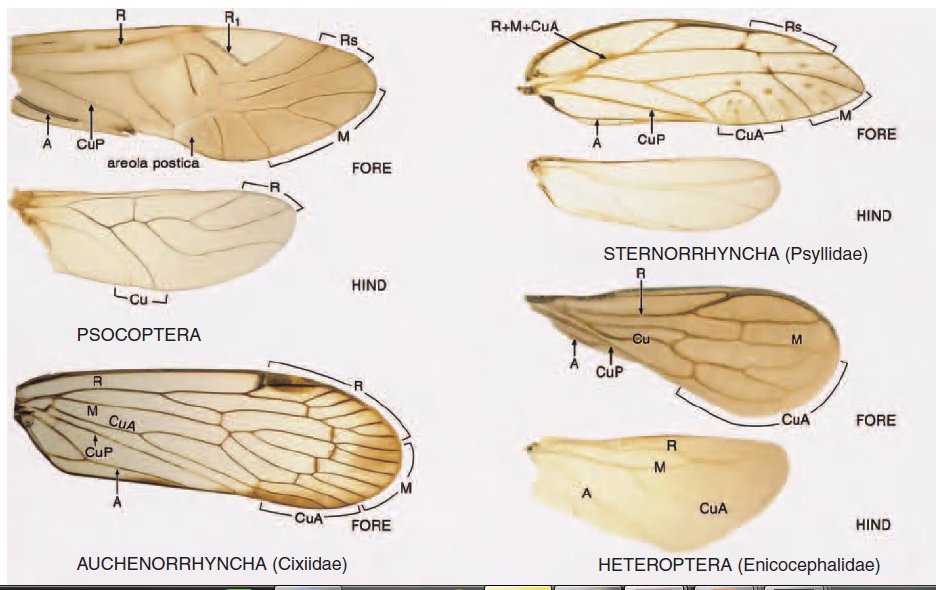 R R1 Rs
A CuP areola postica M
FORE
R
Cu
HIND
PSOCOPTERA
R+M+CuA Rs
A CuP CuA M
FORE
HIND
STERNORRHYNCHA (Psyllidae)
R R
M CuA
CuP
A CuA M
FORE
AUCHENORRHYNCHA (Cixiidae)
R
Cu M
A CuP
CuA
FORE
R
M
A CuA
HIND
HETEROPTERA (Enicocephalidae)